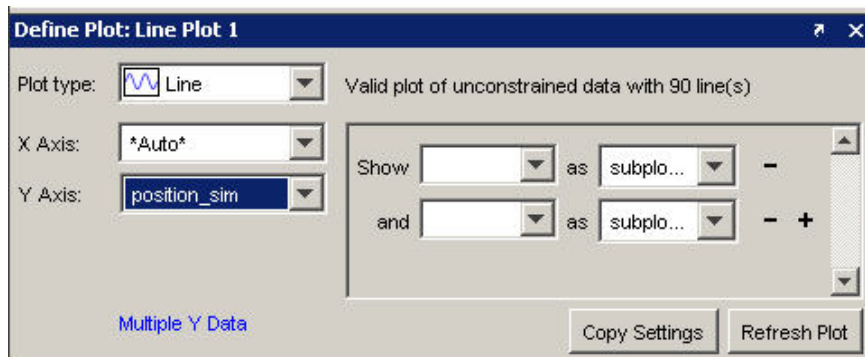 Define Plot: Line Plot 1
Plot type: Line
Valid plot of unconstrained data with 90 line(s)
X Axis: *Auto*
Y Axis: position_sim
Show as subplo... -
and as subplo... - +
Multiple Y Data
Copy Settings
Refresh Plot